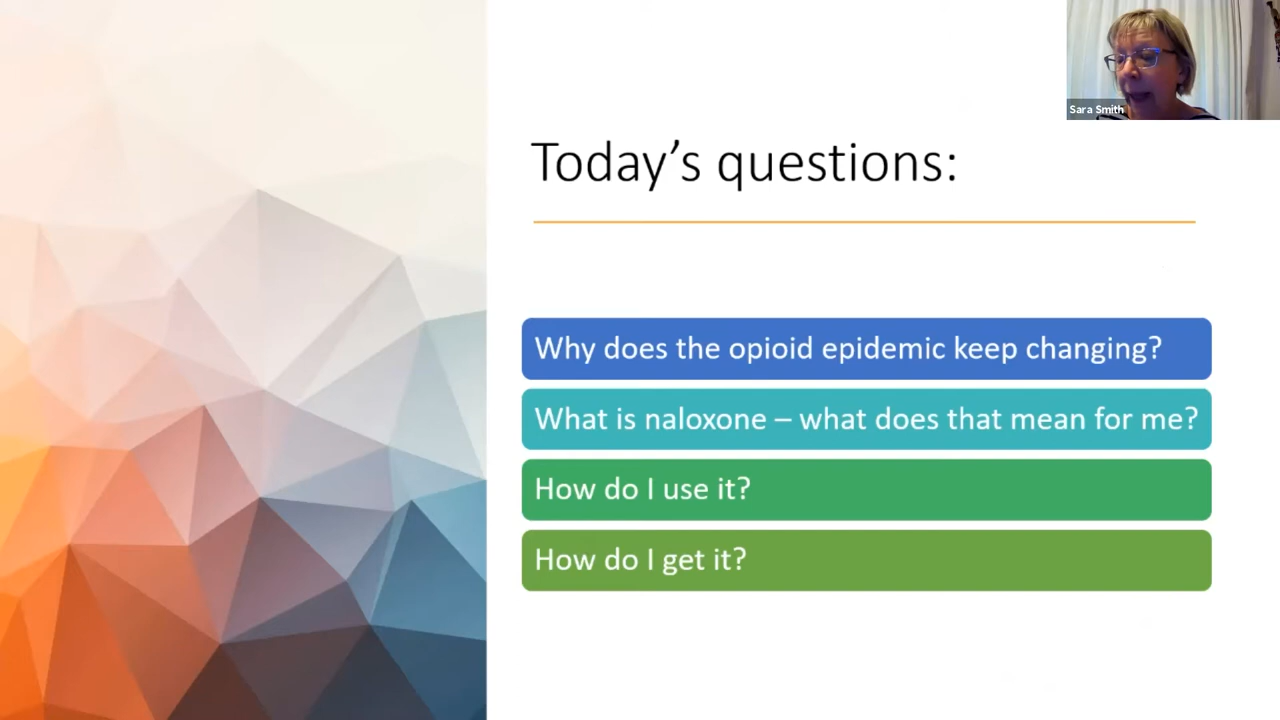 Sara Smith
Today's questions:
Why does the opioid epidemic keep changing?
What is naloxone – what does that mean for me?
How do I use it?
How do I get it?